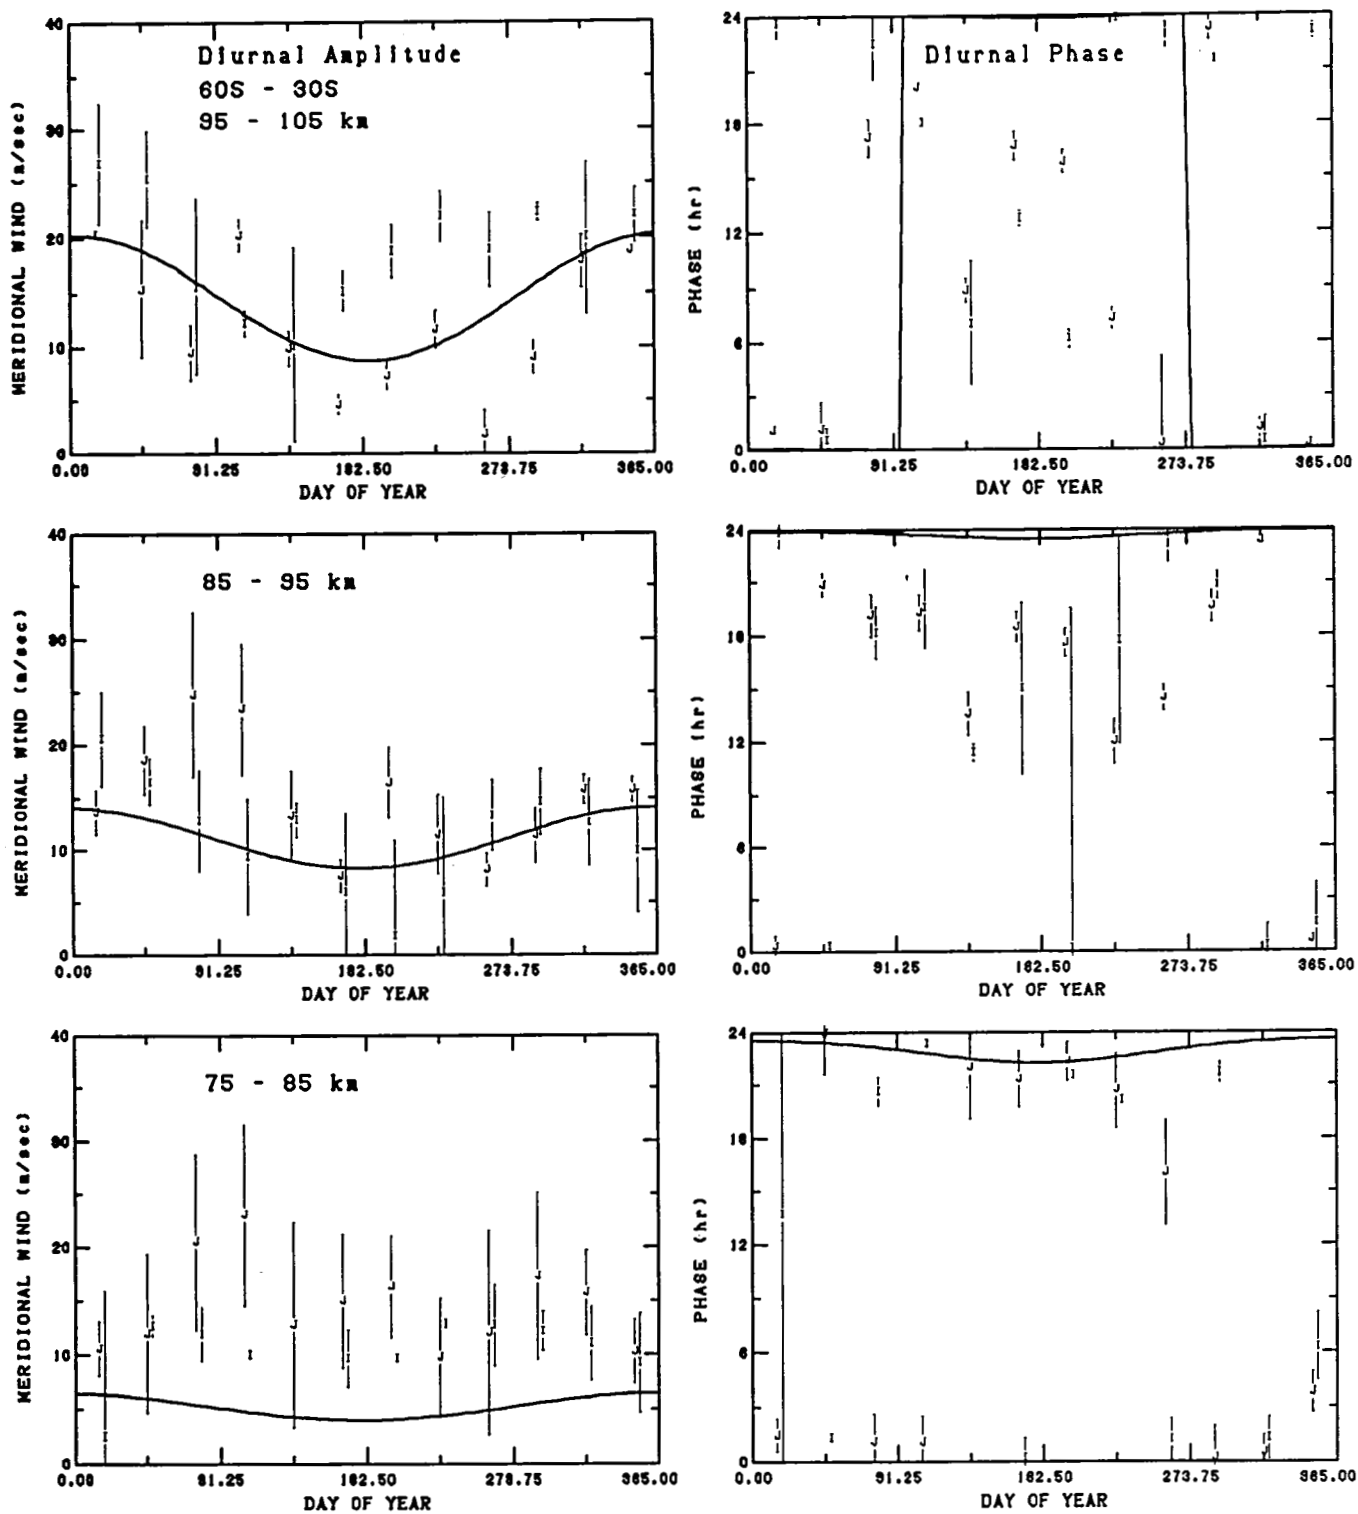 Diurnal Amplitude
60S - 30S
95 - 105 km
MERIDIONAL WIND (m/sec)
40
30
20
10
0
0.00 91.25 182.50 273.75 365.00
DAY OF YEAR
Diurnal Phase
PHASE (hr)
24
18
12
6
0
0.00 91.25 182.50 273.75 365.00
DAY OF YEAR
85 - 95 km
MERIDIONAL WIND (m/sec)
40
30
20
10
0
0.00 91.25 182.50 273.75 365.00
DAY OF YEAR
PHASE (hr)
24
18
12
6
0
0.00 91.25 182.50 273.75 365.00
DAY OF YEAR
75 - 85 km
MERIDIONAL WIND (m/sec)
40
30
20
10
0
0.00 91.25 182.50 273.75 365.00
DAY OF YEAR
PHASE (hr)
24
18
12
6
0
0.00 91.25 182.50 273.75 365.00
DAY OF YEAR